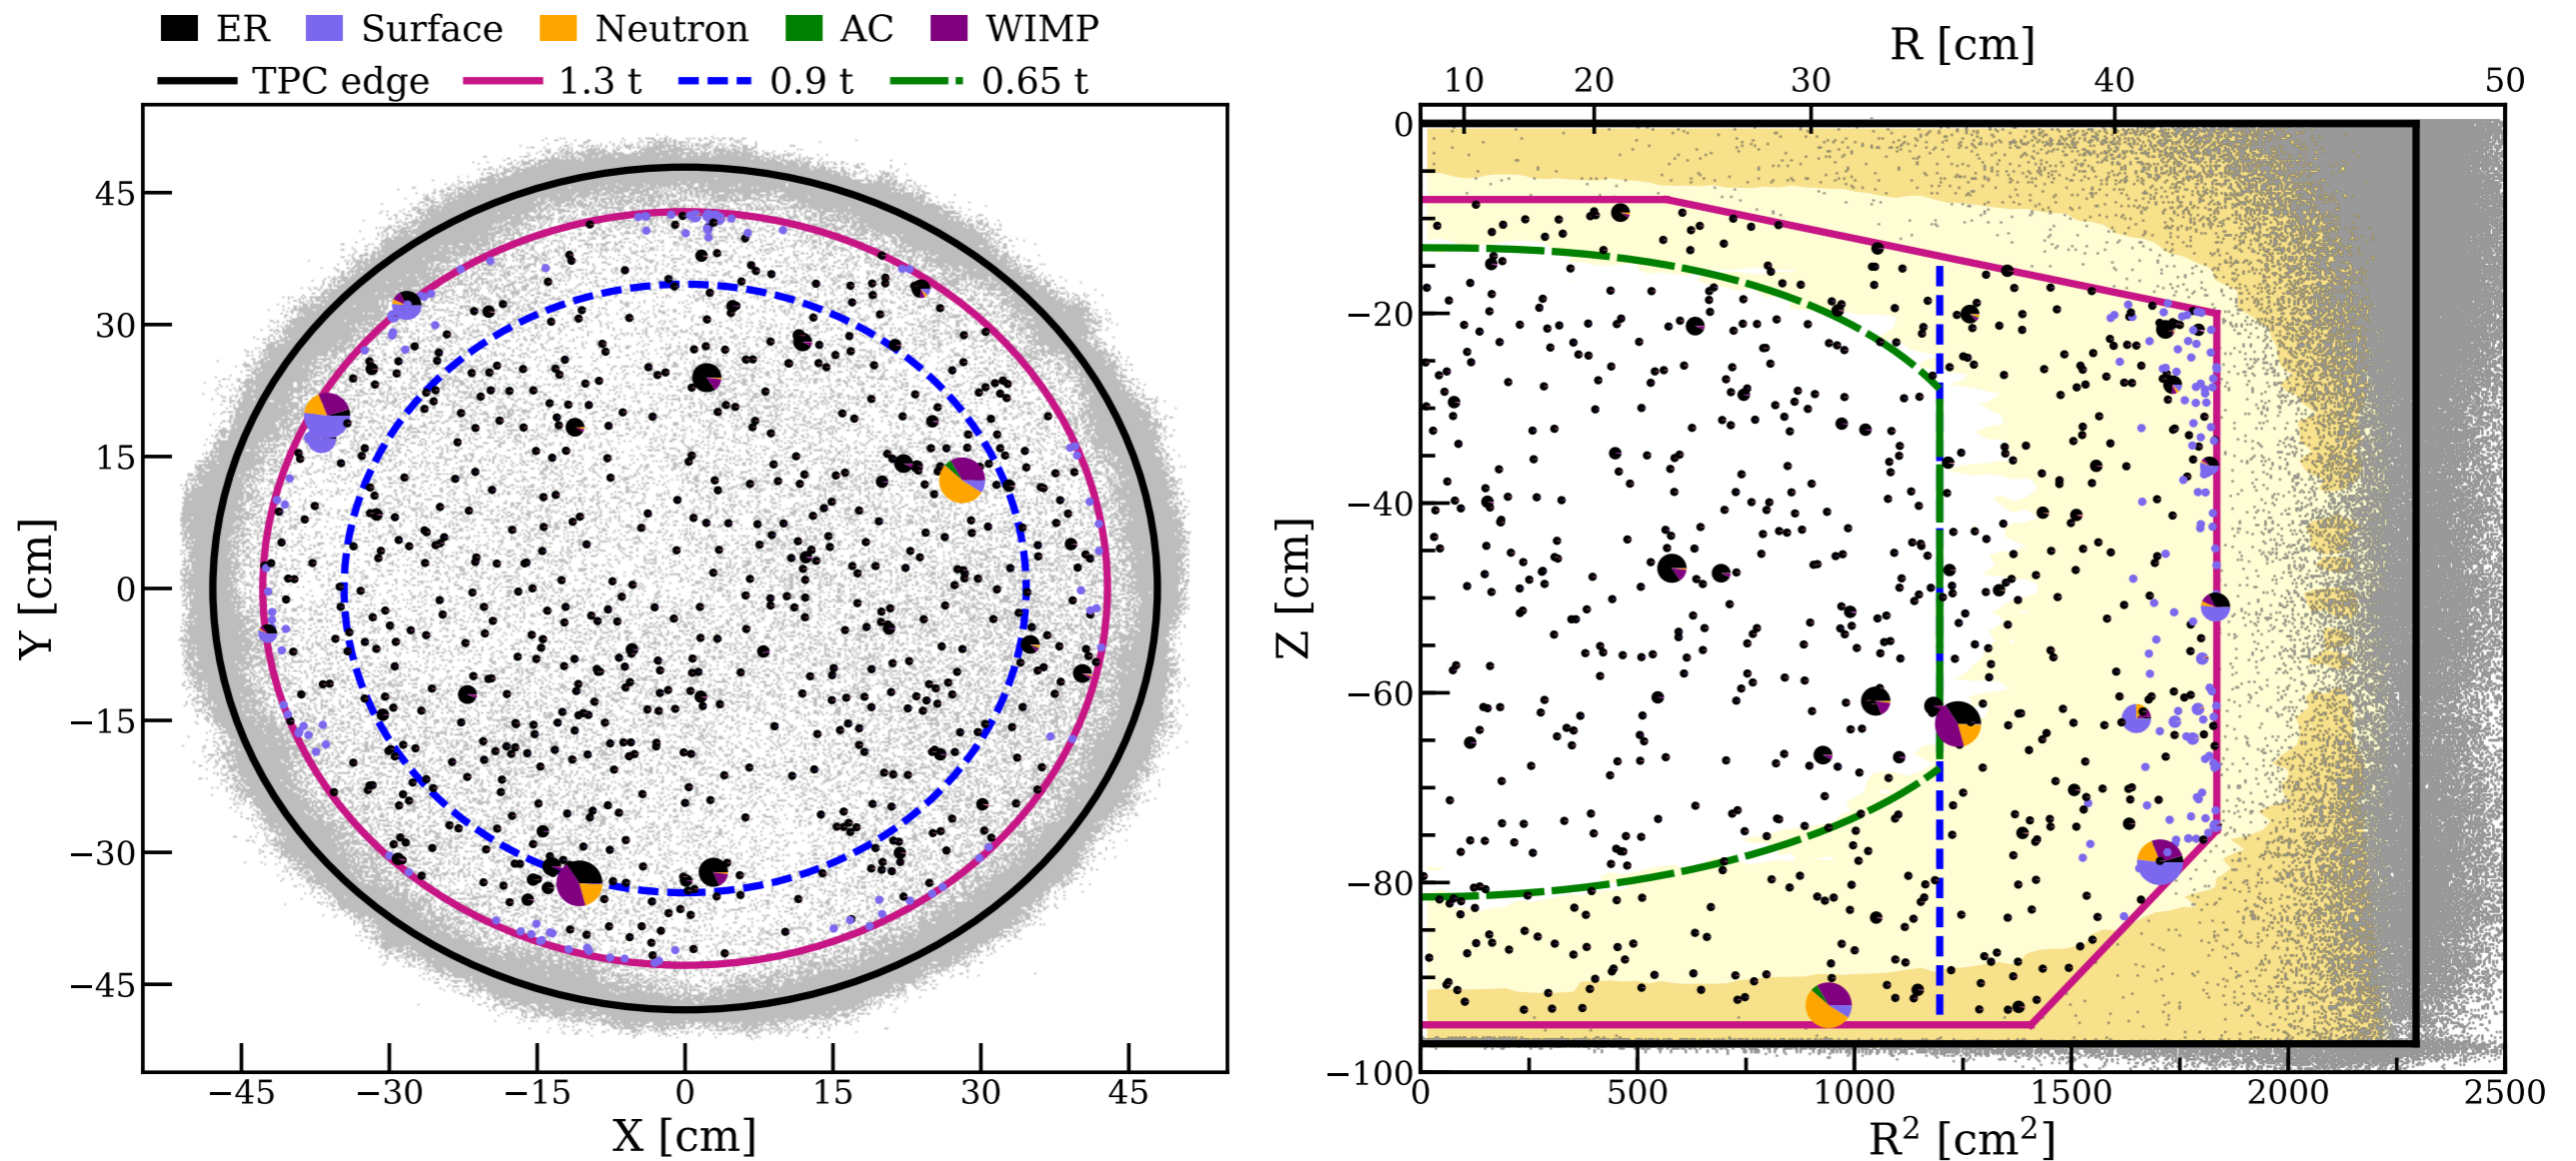 ER Surface Neutron AC WIMP
TPC edge 1.3 t 0.9 t 0.65 t
45
30
15
0
−15
−30
−45
Y [cm]
−45 −30 −15 0 15 30 45
X [cm]
R [cm]
10 20 30 40 50
0
−20
−40
−60
−80
−100
Z [cm]
0 500 1000 1500 2000 2500
R² [cm²]